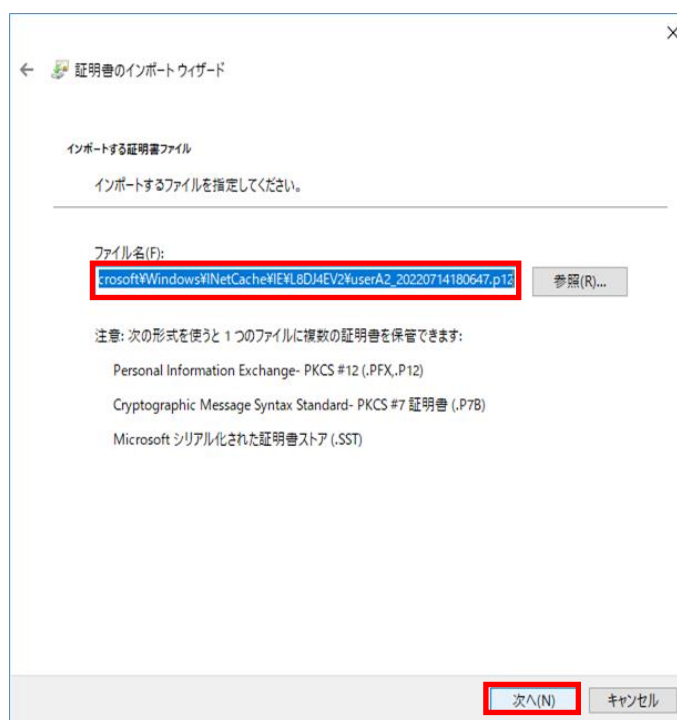 証明書のインポート ウィザード
インポートする証明書ファイル
インポートするファイルを指定してください。
ファイル名(F):
crosoft¥Windows¥INetCache¥IE¥L8DJ4EV2¥userA2_20220714180647.p12
参照(R)...
注意: 次の形式を使うと 1 つのファイルに複数の証明書を保管できます:
Personal Information Exchange- PKCS #12 (.PFX,.P12)
Cryptographic Message Syntax Standard- PKCS #7 証明書 (.P7B)
Microsoft シリアル化された証明書ストア (.SST)
次へ(N)
キャンセル